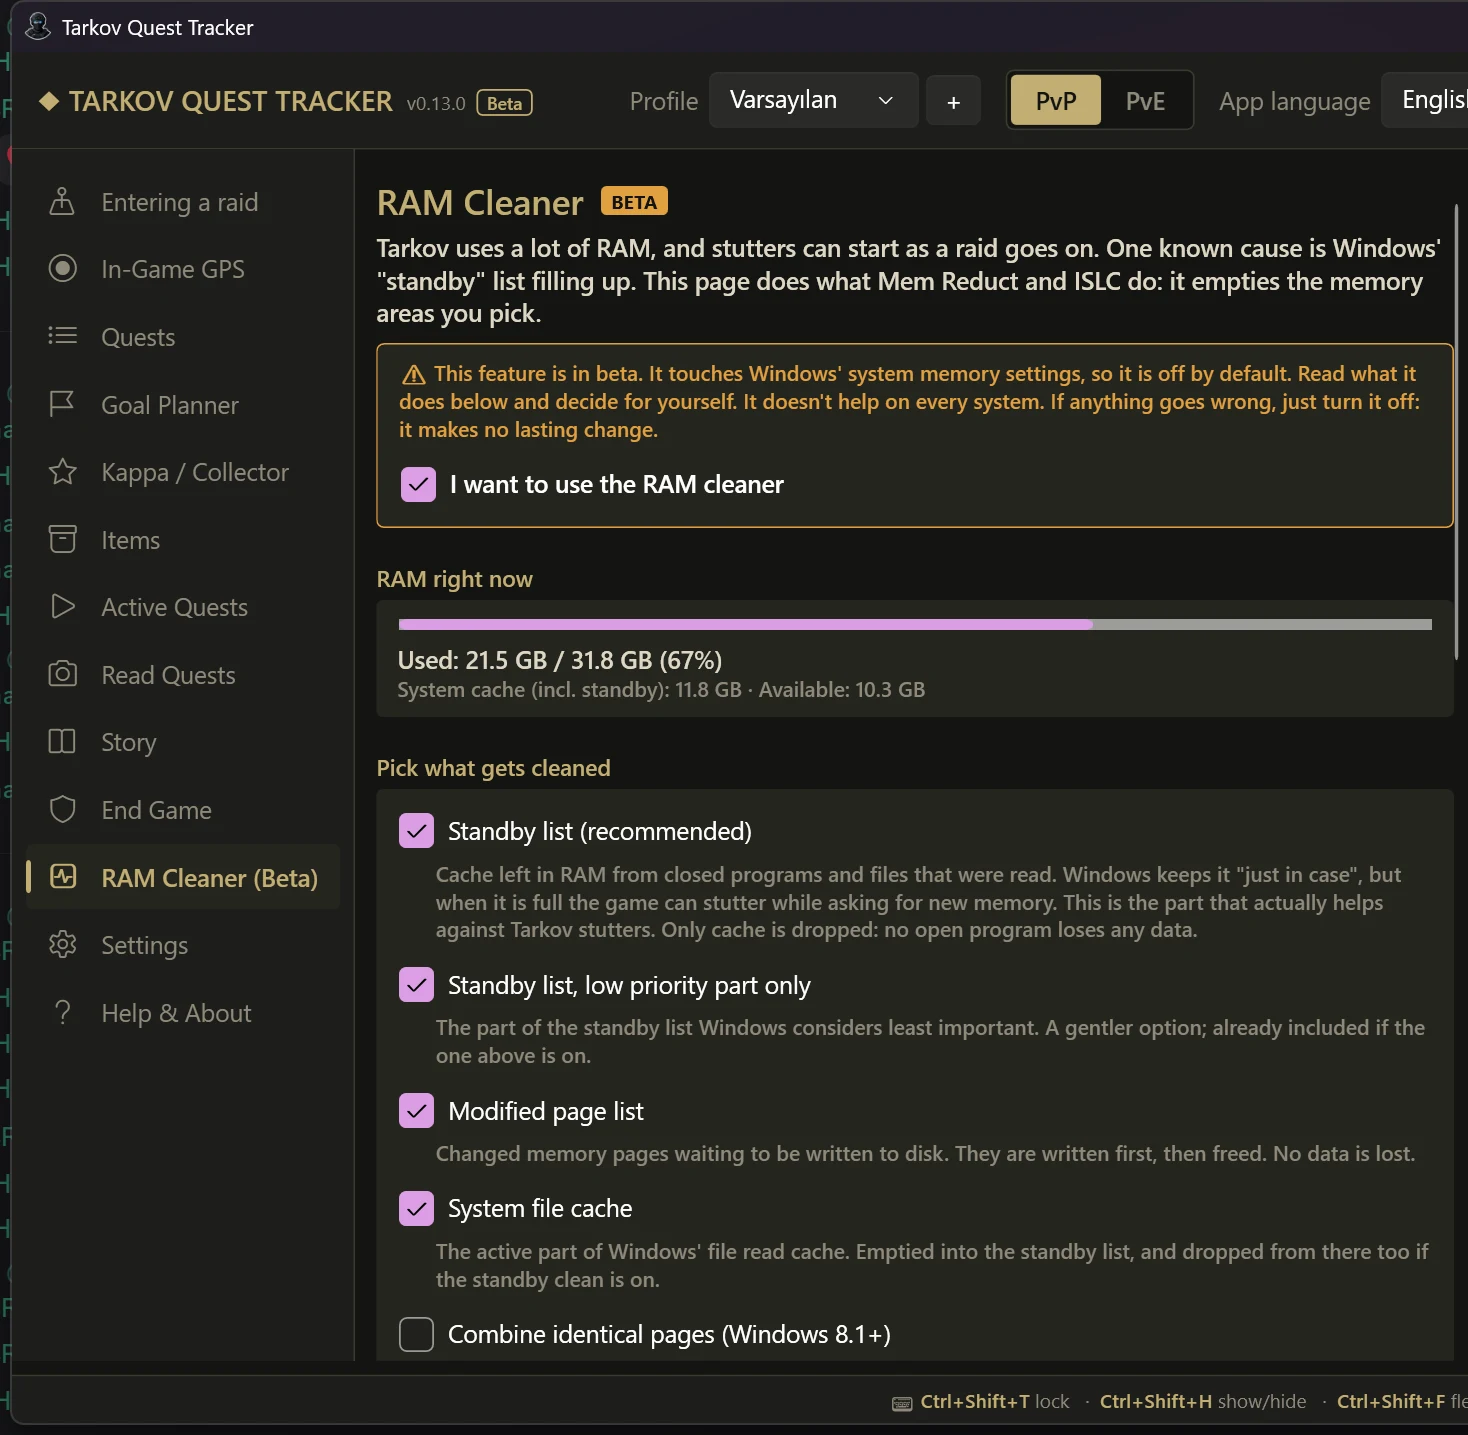 Tarkov Quest Tracker
TARKOV QUEST TRACKER v0.13.0 Beta
Profile Varsayılan + PvP PvE App language English
Entering a raid
In-Game GPS
Quests
Goal Planner
Kappa / Collector
Items
Active Quests
Read Quests
Story
End Game
RAM Cleaner (Beta)
Settings
Help & About
RAM Cleaner BETA
Tarkov uses a lot of RAM, and stutters can start as a raid goes on. One known cause is Windows'
"standby" list filling up. This page does what Mem Reduct and ISLC do: it empties the memory
areas you pick.
⚠ This feature is in beta. It touches Windows' system memory settings, so it is off by default. Read what it
does below and decide for yourself. It doesn't help on every system. If anything goes wrong, just turn it off:
it makes no lasting change.
I want to use the RAM cleaner
RAM right now
Used: 21.5 GB / 31.8 GB (67%)
System cache (incl. standby): 11.8 GB · Available: 10.3 GB
Pick what gets cleaned
Standby list (recommended)
Cache left in RAM from closed programs and files that were read. Windows keeps it "just in case", but
when it is full the game can stutter while asking for new memory. This is the part that actually helps
against Tarkov stutters. Only cache is dropped: no open program loses any data.
Standby list, low priority part only
The part of the standby list Windows considers least important. A gentler option; already included if the
one above is on.
Modified page list
Changed memory pages waiting to be written to disk. They are written first, then freed. No data is lost.
System file cache
The active part of Windows' file read cache. Emptied into the standby list, and dropped from there too if
the standby clean is on.
Combine identical pages (Windows 8.1+)
Ctrl+Shift+T lock · Ctrl+Shift+H show/hide · Ctrl+Shift+F